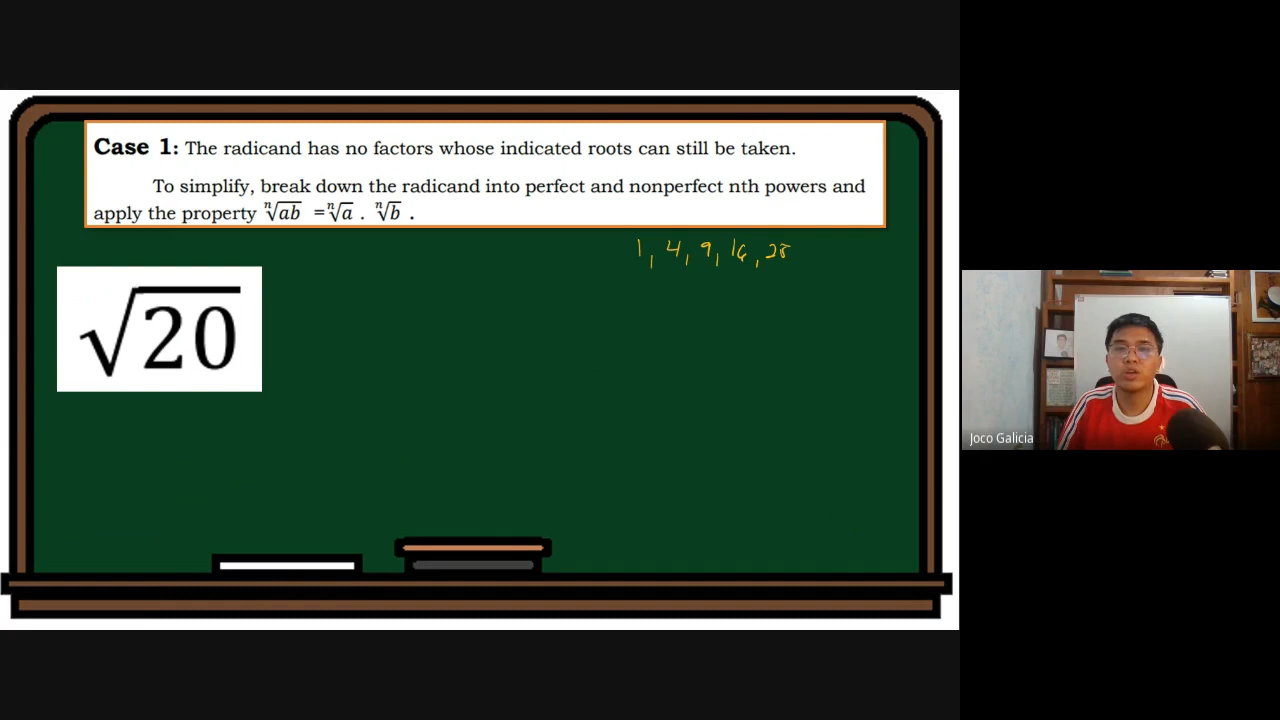 Case 1: The radicand has no factors whose indicated roots can still be taken.
To simplify, break down the radicand into perfect and nonperfect nth powers and
apply the property ⁿ√ab =ⁿ√a . ⁿ√b .
1, 4, 9, 16, 25
√20
Joco Galicia